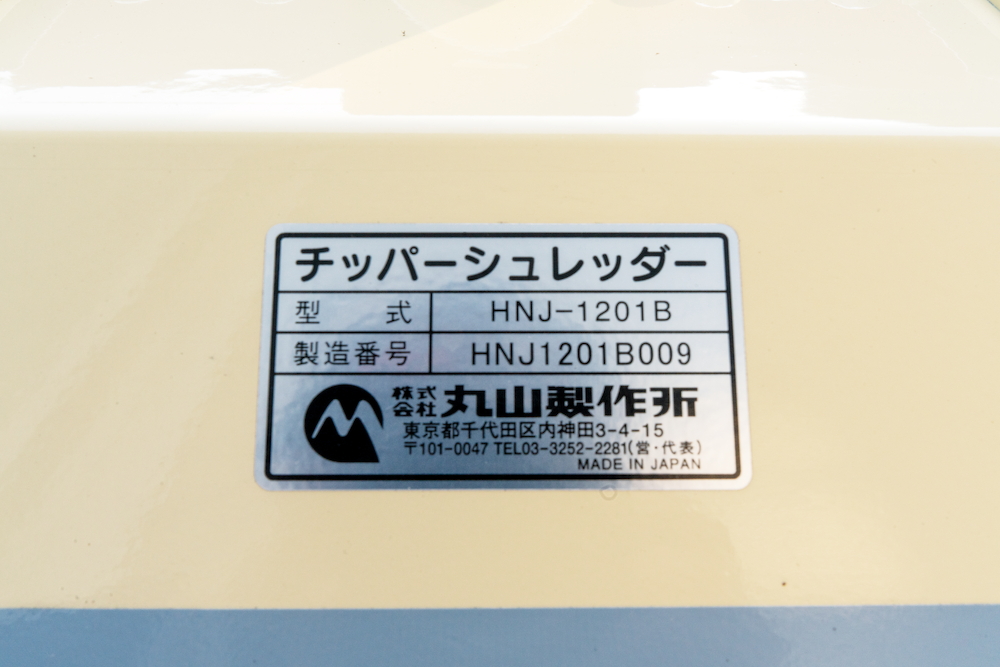 チッパーシュレッダー
型式 HNJ-1201B
製造番号 HNJ1201B009
株式会社 丸山製作所
東京都千代田区内神田3-4-15
〒101-0047 TEL03-3252-2281(営・代表)
MADE IN JAPAN